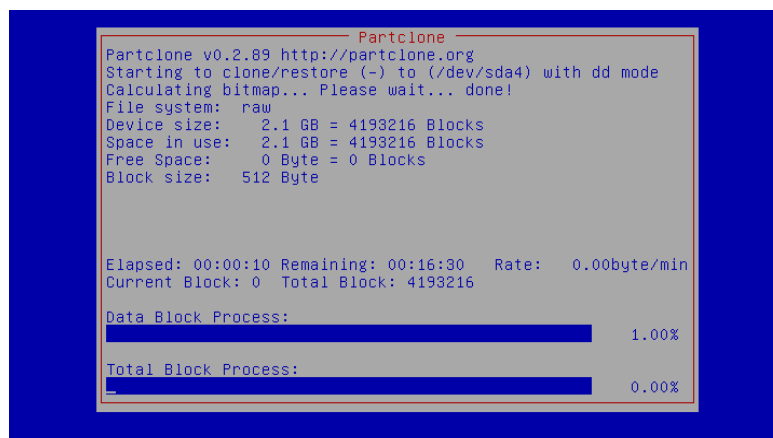 Partclone
Partclone v0.2.89 http://partclone.org
Starting to clone/restore (-) to (/dev/sda4) with dd mode
Calculating bitmap... Please wait... done!
File system:  raw
Device size:    2.1 GB = 4193216 Blocks
Space in use:   2.1 GB = 4193216 Blocks
Free Space:     0 Byte = 0 Blocks
Block size:   512 Byte
Elapsed: 00:00:10 Remaining: 00:16:30   Rate:   0.00byte/min
Current Block: 0  Total Block: 4193216
Data Block Process:
1.00%
Total Block Process:
0.00%